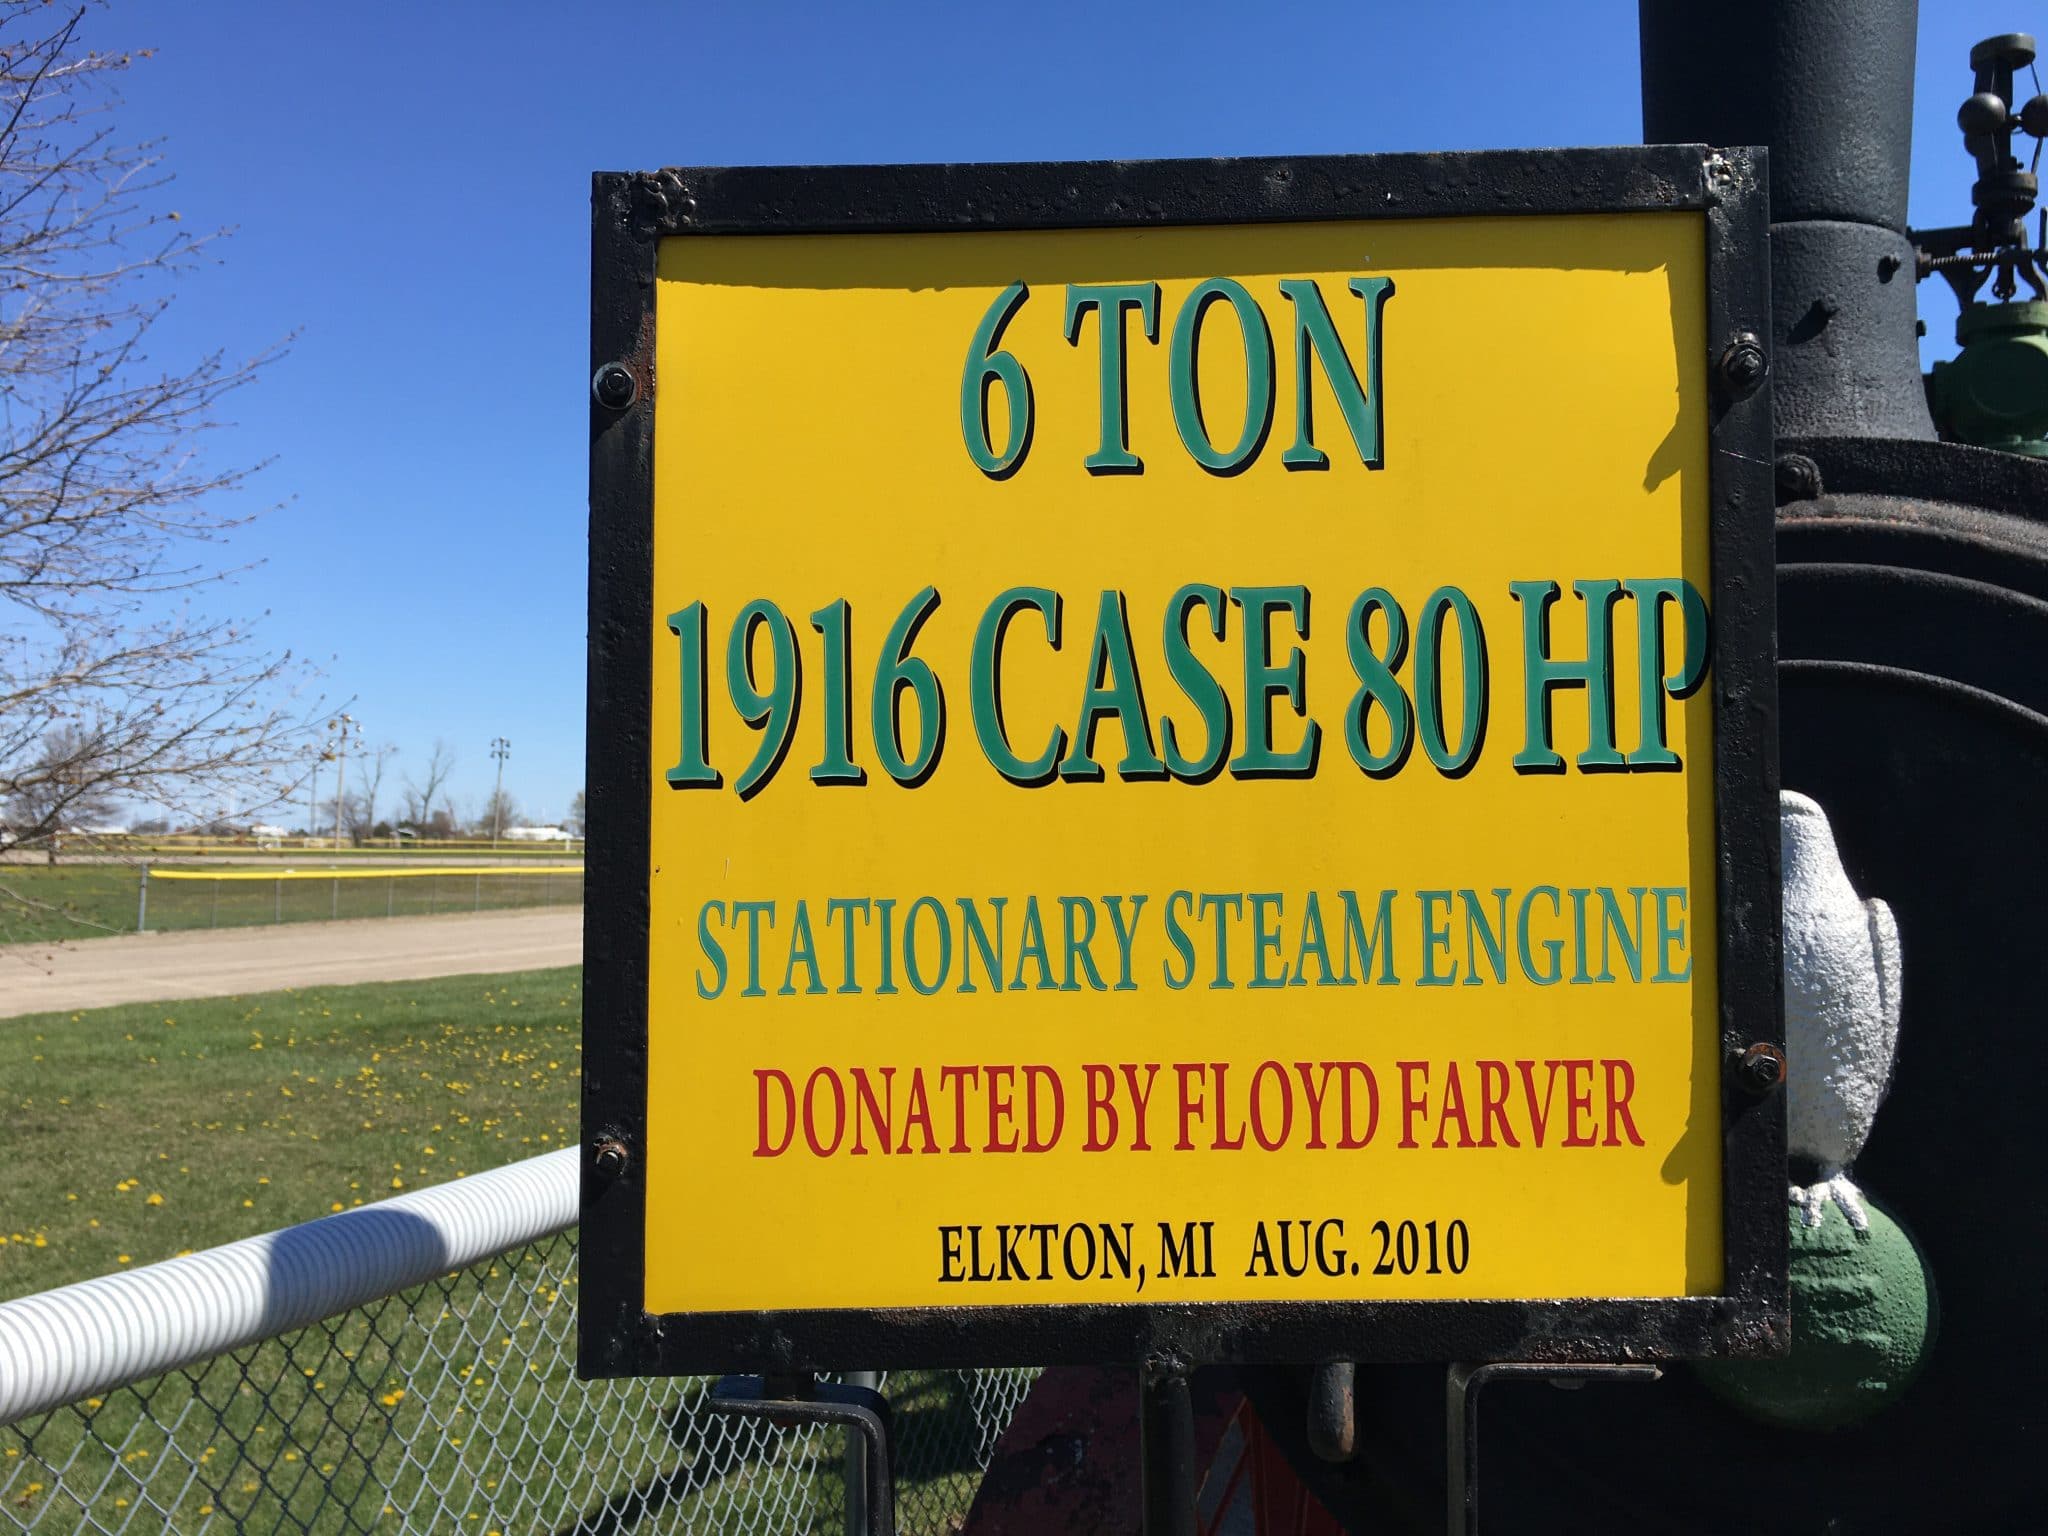 6 TON
1916 CASE 80 HP
STATIONARY STEAM ENGINE
DONATED BY FLOYD FARVER
ELKTON, MI AUG. 2010